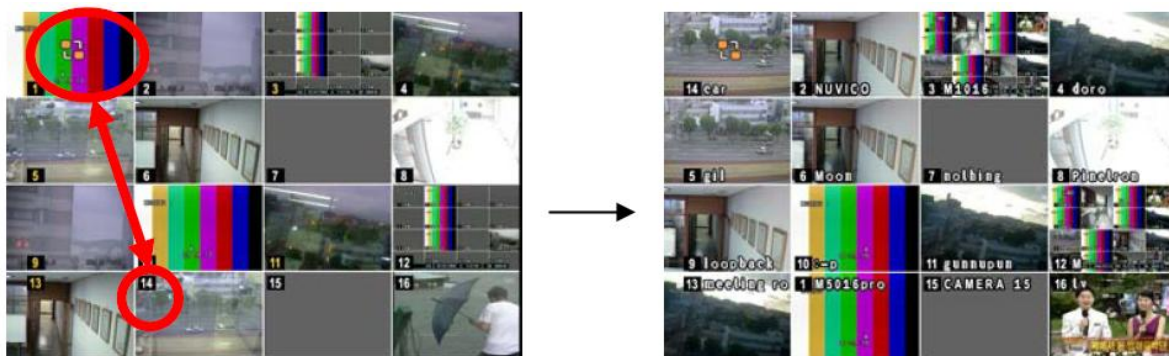 1 2 3 4
5 6 7 8
9 11 12
13 14 15 16
14 car 2 NUVICO 3 M1016 4 doro
5 gil 6 Moon 7 nothing 8 Pinetron
9 loopback 10 C-p 11 gunnupun 12 M
13 meeting ro 1 M5016pro 15 CAMERA 15 16 tv